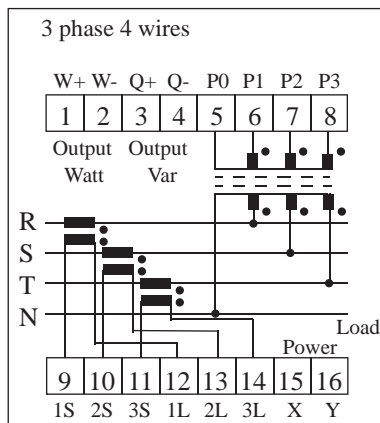 3 phase 4 wires
W+ W- Q+ Q- P0 P1 P2 P3
1 2 3 4 5 6 7 8
Output Output
Watt Var
R
S
T
N
Load
Power
9 10 11 12 13 14 15 16
1S 2S 3S 1L 2L 3L X Y